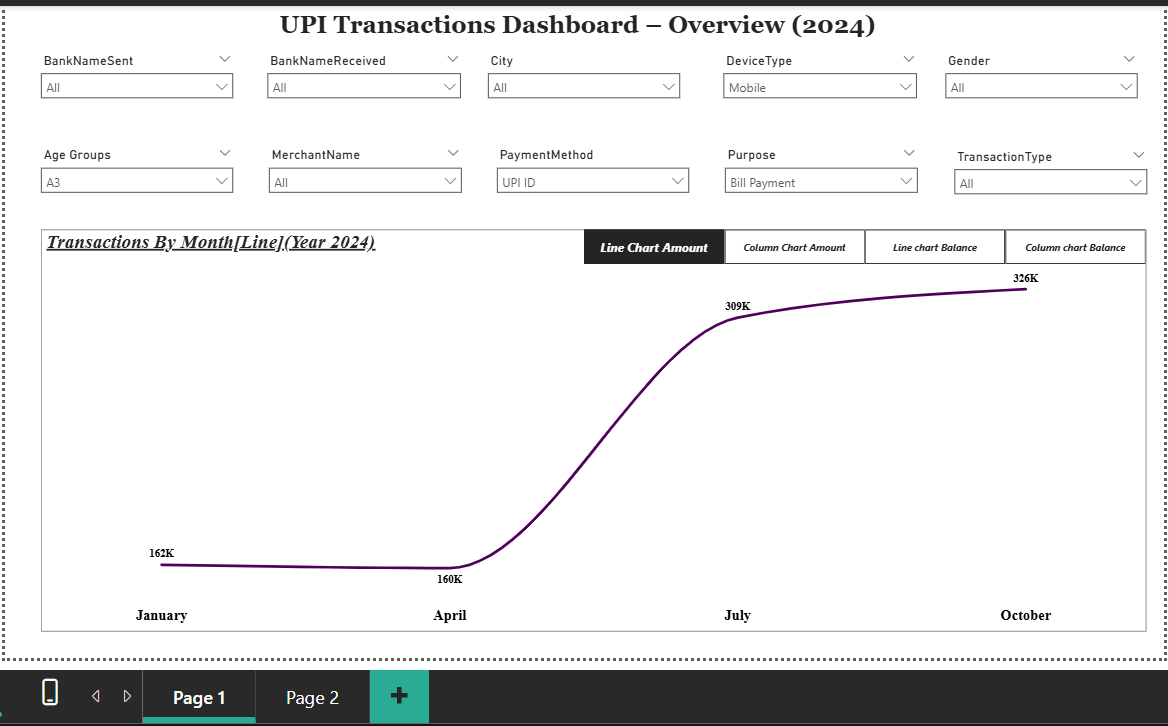 UPI Transactions Dashboard – Overview (2024)
BankNameSent BankNameReceived City DeviceType Gender
All All All Mobile All
Age Groups MerchantName PaymentMethod Purpose TransactionType
A3 All UPI ID Bill Payment All
Transactions By Month[Line](Year 2024) Line Chart Amount Column Chart Amount Line chart Balance Column chart Balance
326K
309K
162K
160K
January April July October
Page 1 Page 2 +